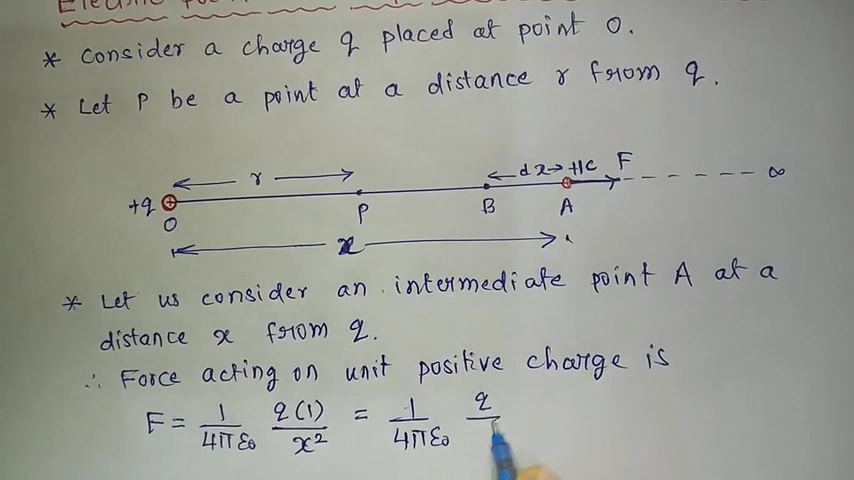 * Consider a charge q placed at point O.
* Let P be a point at a distance r from q.
r
dx +1C F
+q O P B A ∞
x
* Let us consider an intermediate point A at a
distance x from q.
∴ Force acting on unit positive charge is
F = 1/4πε₀ q(1)/x² = 1/4πε₀ q